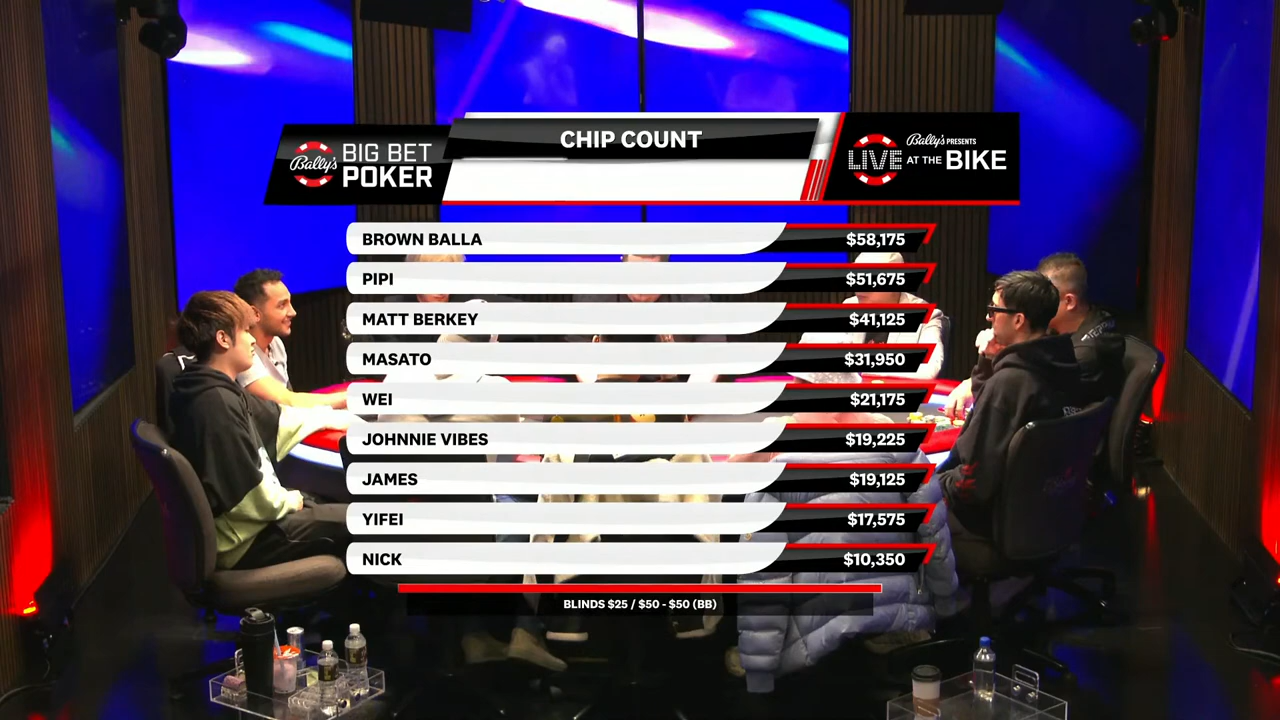 Bally's
BIG BET
POKER
CHIP COUNT
Bally's PRESENTS
LIVE AT THE BIKE
BROWN BALLA $58,175
PIPI $51,675
MATT BERKEY $41,125
MASATO $31,950
WEI $21,175
JOHNNIE VIBES $19,225
JAMES $19,125
YIFEI $17,575
NICK $10,350
BLINDS $25 / $50 - $50 (BB)